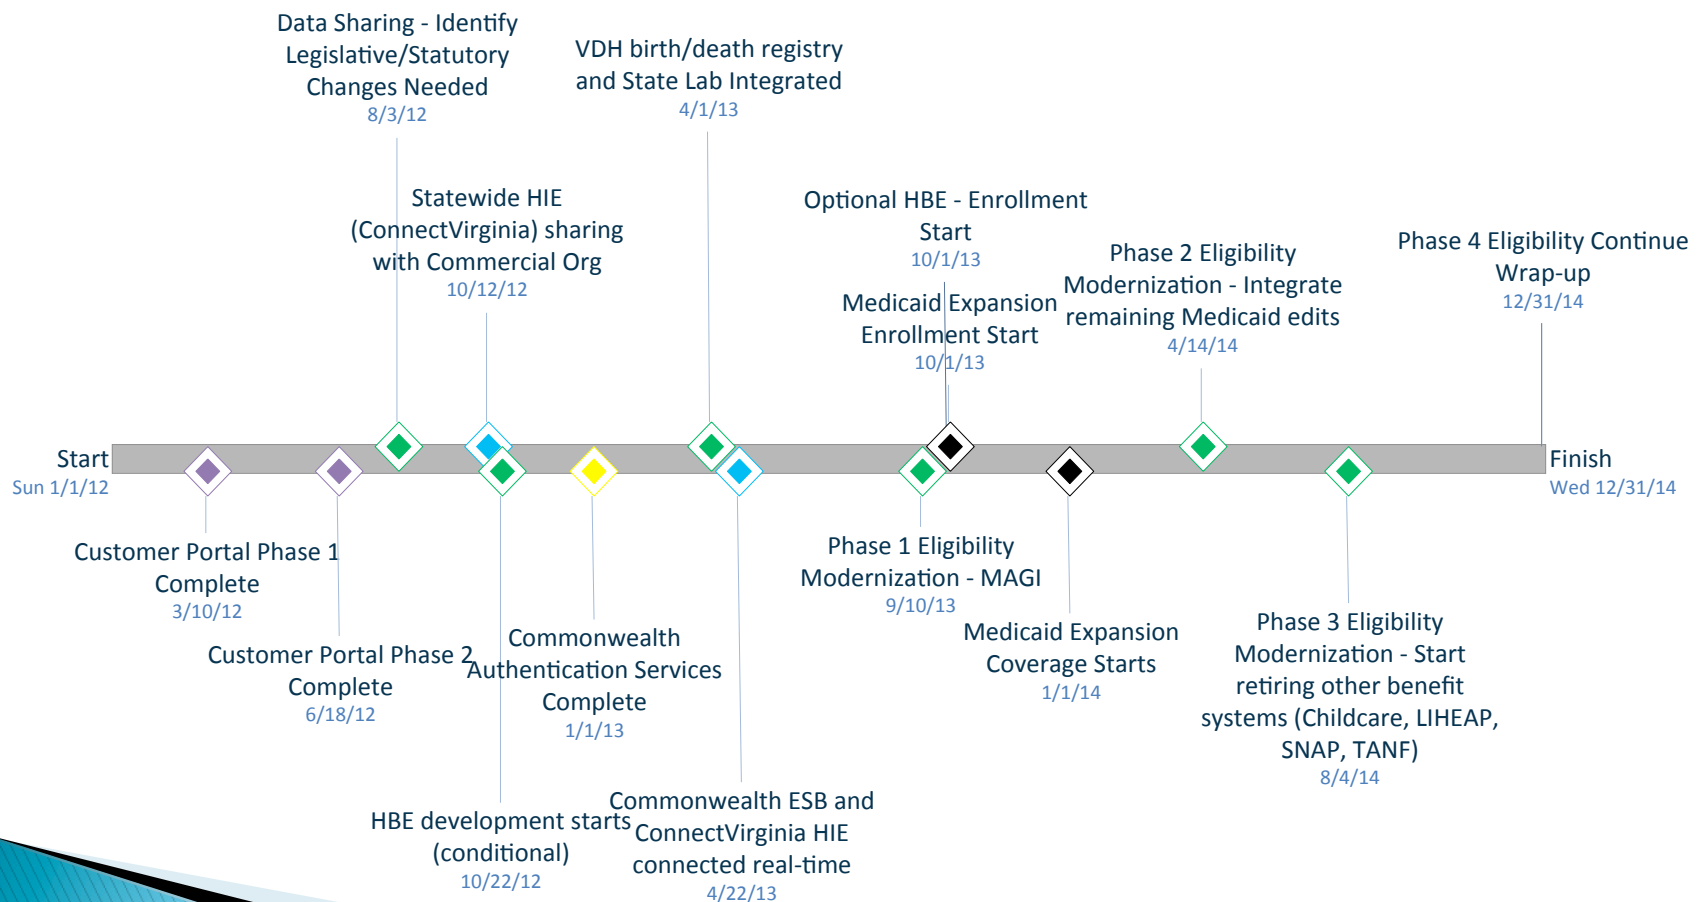 Data Sharing - Identify
Legislative/Statutory
Changes Needed
8/3/12
VDH birth/death registry
and State Lab Integrated
4/1/13
Statewide HIE
(ConnectVirginia) sharing
with Commercial Org
10/12/12
Optional HBE - Enrollment
Start
10/1/13
Medicaid Expansion
Enrollment Start
10/1/13
Phase 2 Eligibility
Modernization - Integrate
remaining Medicaid edits
4/14/14
Phase 4 Eligibility Continue
Wrap-up
12/31/14
Start
Sun 1/1/12
Finish
Wed 12/31/14
Customer Portal Phase 1
Complete
3/10/12
Customer Portal Phase 2
Complete
6/18/12
HBE development starts
(conditional)
10/22/12
Commonwealth
Authentication Services
Complete
1/1/13
Commonwealth ESB and
ConnectVirginia HIE
connected real-time
4/22/13
Phase 1 Eligibility
Modernization - MAGI
9/10/13
Medicaid Expansion
Coverage Starts
1/1/14
Phase 3 Eligibility
Modernization - Start
retiring other benefit
systems (Childcare, LIHEAP,
SNAP, TANF)
8/4/14